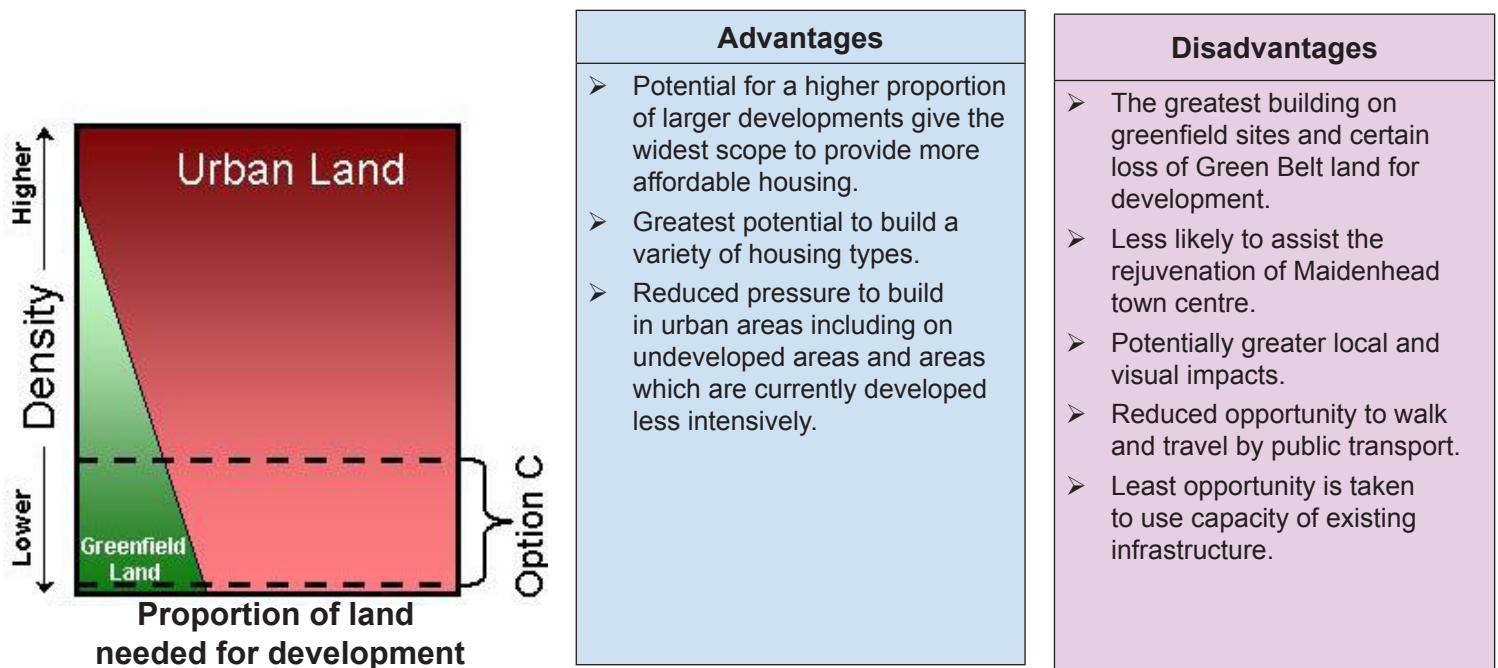 Higher
Density
Lower
Urban Land
Greenfield
Land
Option C
Proportion of land
needed for development
Advantages
➢ Potential for a higher proportion
of larger developments give the
widest scope to provide more
affordable housing.
➢ Greatest potential to build a
variety of housing types.
➢ Reduced pressure to build
in urban areas including on
undeveloped areas and areas
which are currently developed
less intensively.
Disadvantages
➢ The greatest building on
greenfield sites and certain
loss of Green Belt land for
development.
➢ Less likely to assist the
rejuvenation of Maidenhead
town centre.
➢ Potentially greater local and
visual impacts.
➢ Reduced opportunity to walk
and travel by public transport.
➢ Least opportunity is taken
to use capacity of existing
infrastructure.